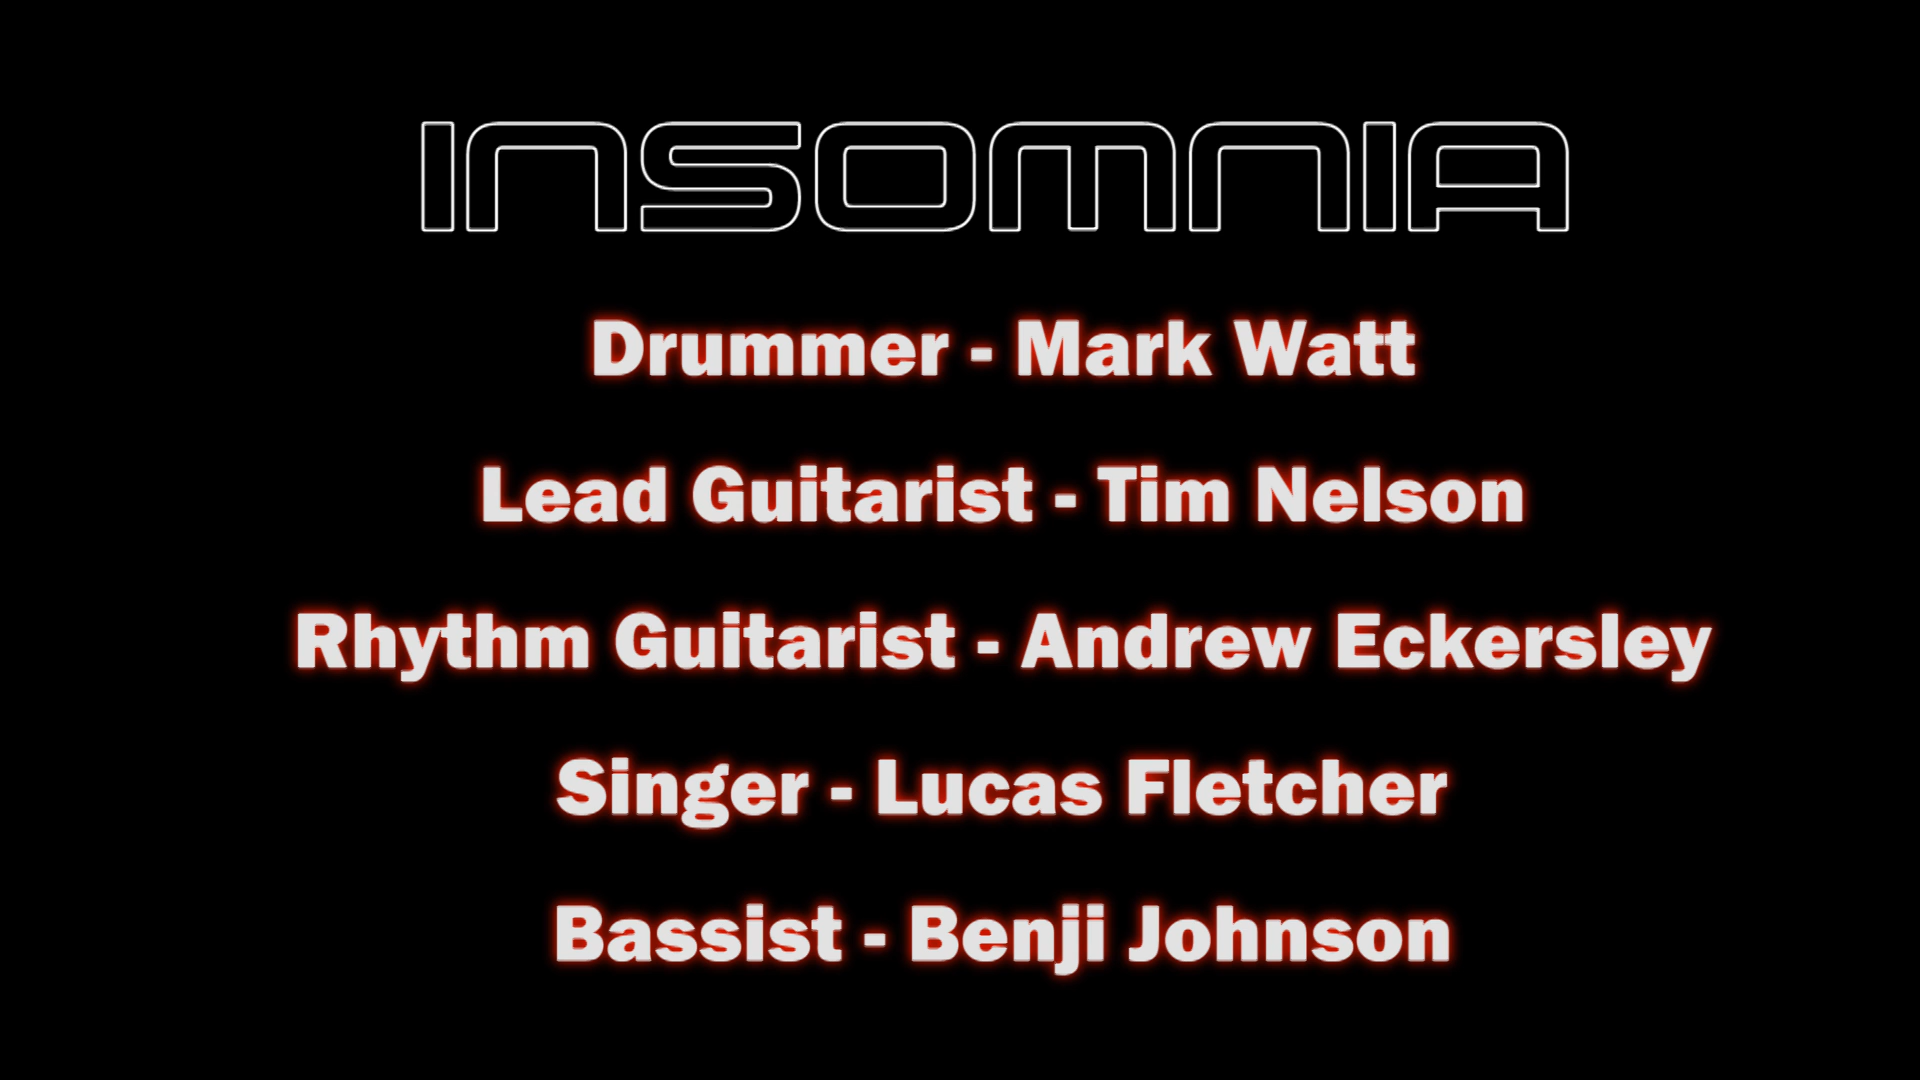 INSOMNIA
Drummer - Mark Watt
Lead Guitarist - Tim Nelson
Rhythm Guitarist - Andrew Eckersley
Singer - Lucas Fletcher
Bassist - Benji Johnson